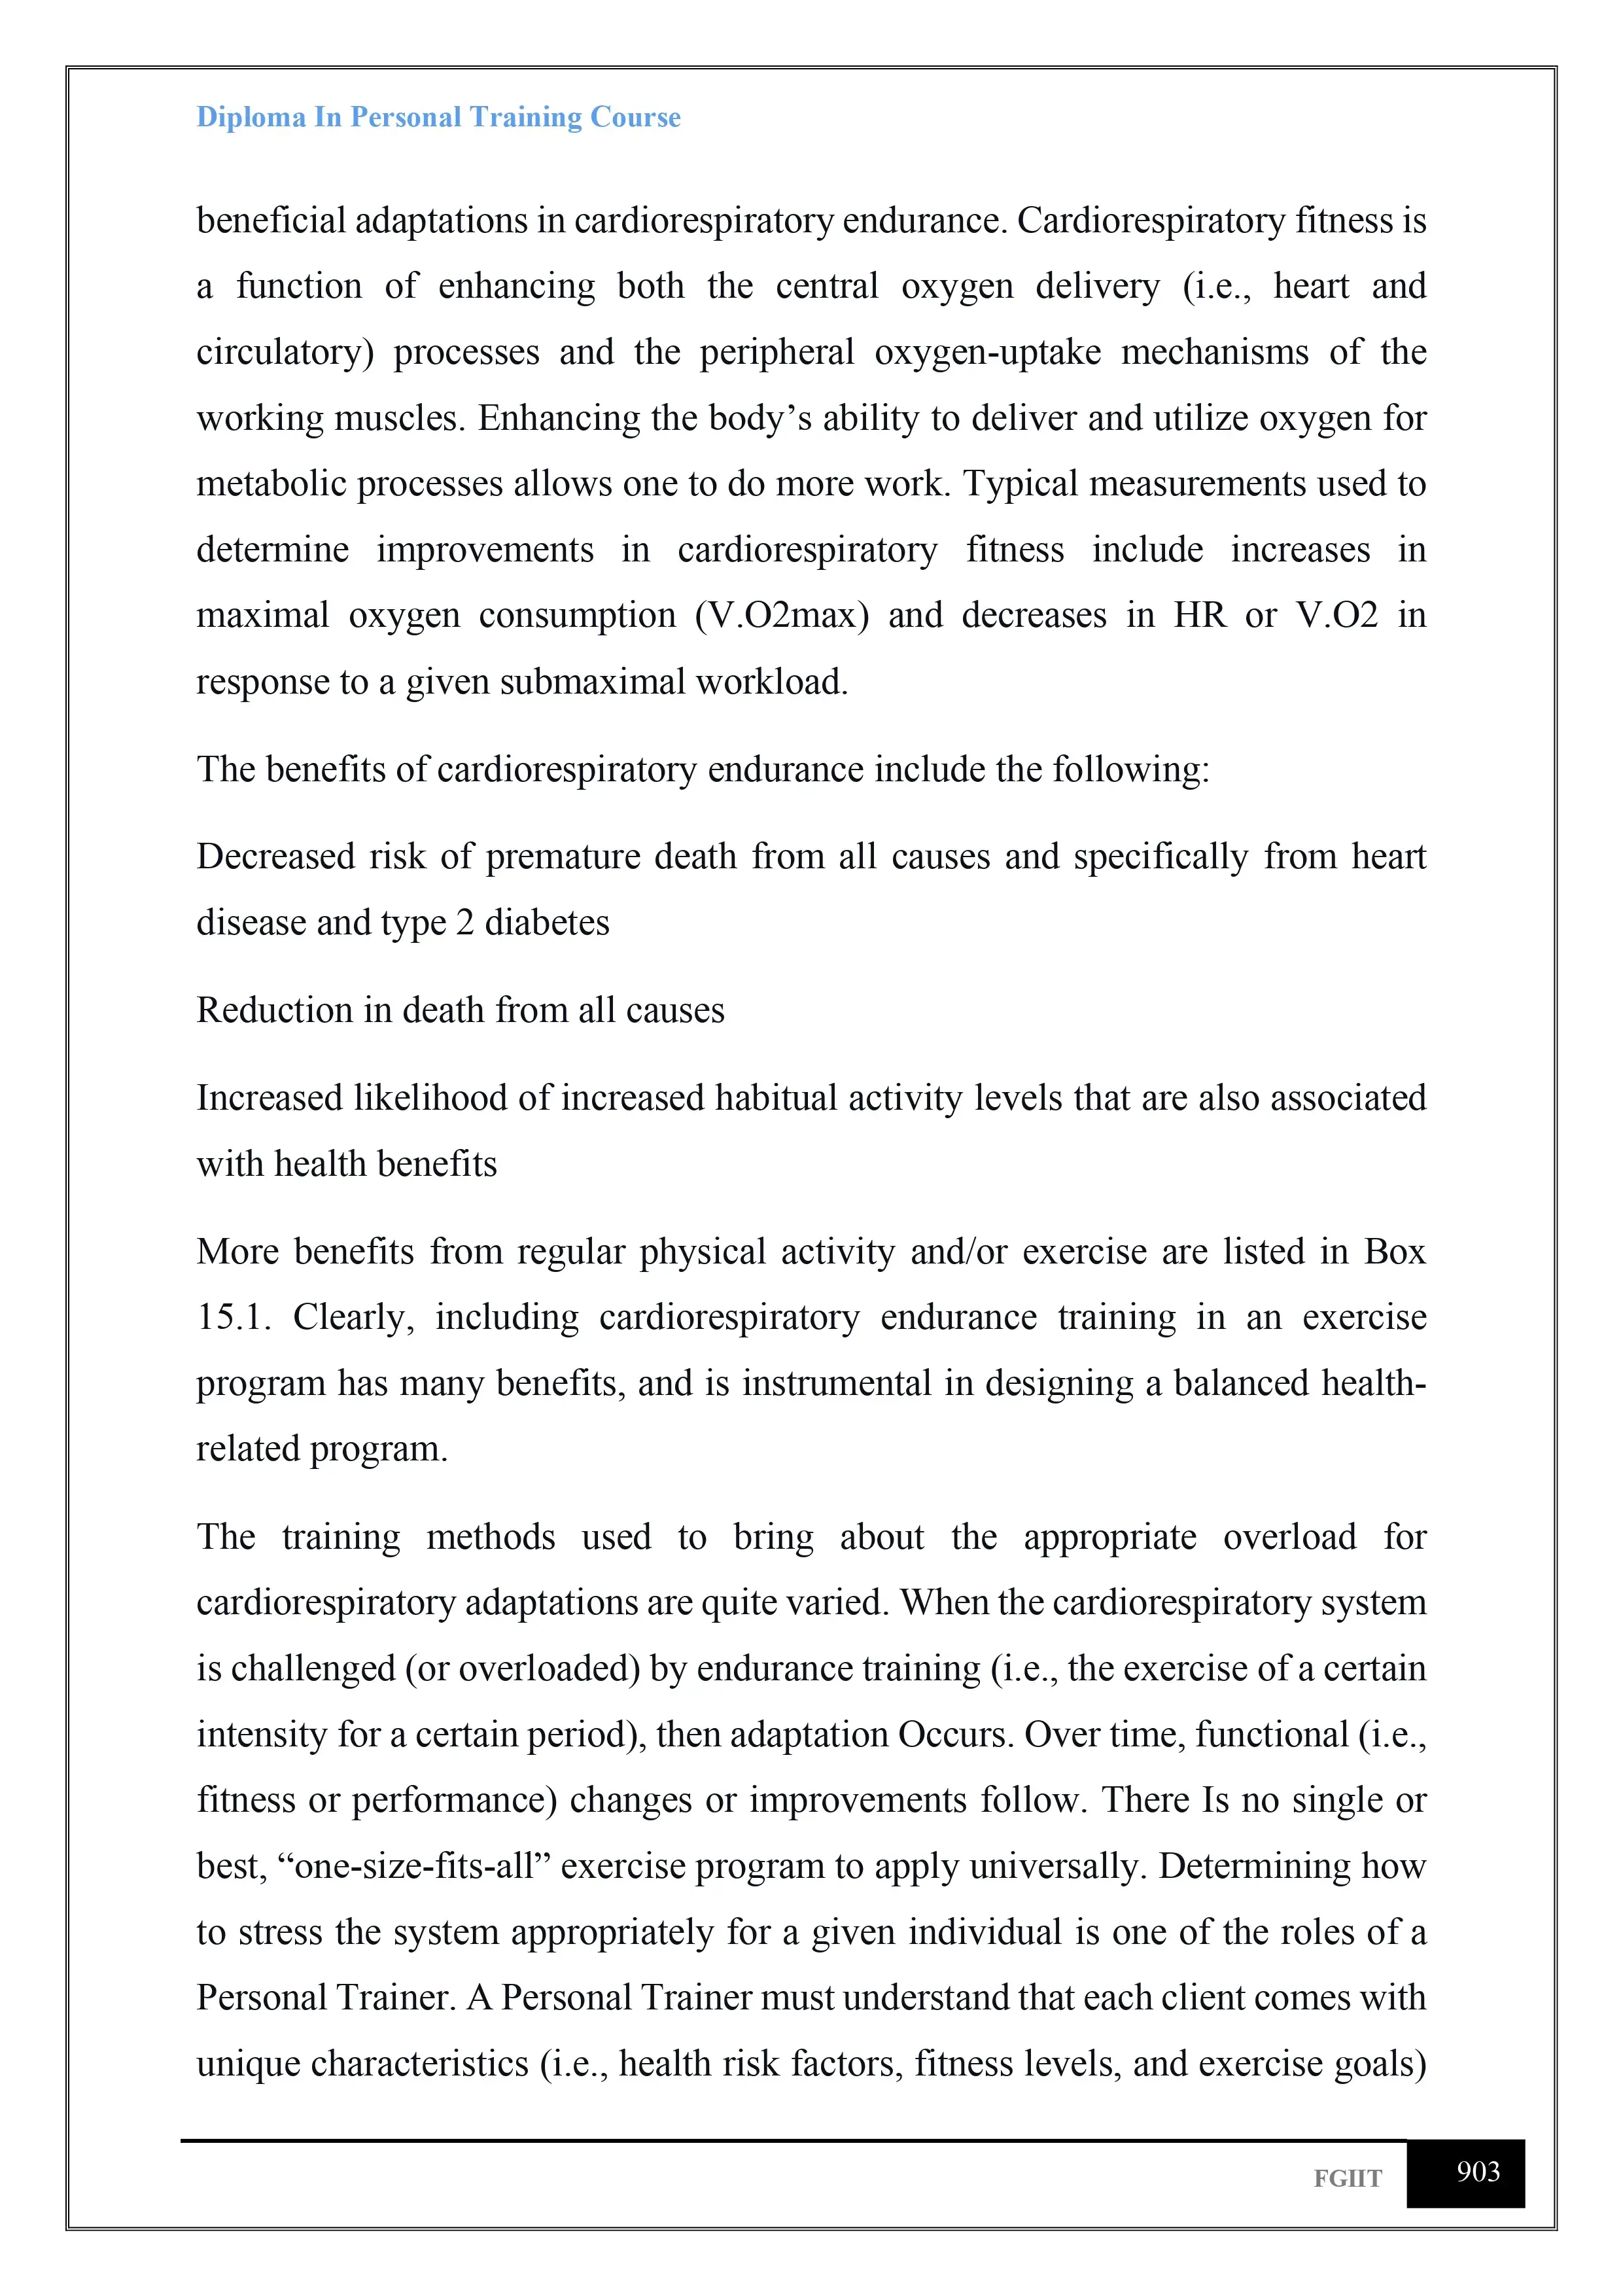 Diploma In Personal Training Course
beneficial adaptations in cardiorespiratory endurance. Cardiorespiratory fitness is
a function of enhancing both the central oxygen delivery (i.e., heart and
circulatory) processes and the peripheral oxygen-uptake mechanisms of the
working muscles. Enhancing the body’s ability to deliver and utilize oxygen for
metabolic processes allows one to do more work. Typical measurements used to
determine improvements in cardiorespiratory fitness include increases in
maximal oxygen consumption (V.O2max) and decreases in HR or V.O2 in
response to a given submaximal workload.
The benefits of cardiorespiratory endurance include the following:
Decreased risk of premature death from all causes and specifically from heart
disease and type 2 diabetes
Reduction in death from all causes
Increased likelihood of increased habitual activity levels that are also associated
with health benefits
More benefits from regular physical activity and/or exercise are listed in Box
15.1. Clearly, including cardiorespiratory endurance training in an exercise
program has many benefits, and is instrumental in designing a balanced health-
related program.
The training methods used to bring about the appropriate overload for
cardiorespiratory adaptations are quite varied. When the cardiorespiratory system
is challenged (or overloaded) by endurance training (i.e., the exercise of a certain
intensity for a certain period), then adaptation Occurs. Over time, functional (i.e.,
fitness or performance) changes or improvements follow. There Is no single or
best, “one-size-fits-all” exercise program to apply universally. Determining how
to stress the system appropriately for a given individual is one of the roles of a
Personal Trainer. A Personal Trainer must understand that each client comes with
unique characteristics (i.e., health risk factors, fitness levels, and exercise goals)
FGIIT 903